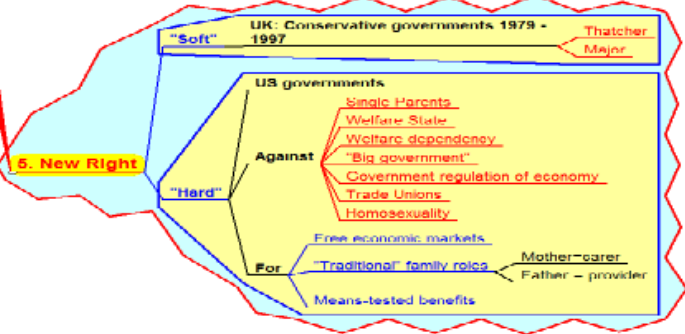 UK: Conservative governments 1979 -
1997
"Soft"
Thatcher
Major
US governments
Single Parents
Welfare State
Welfare dependency
Against
"Big government"
5. New Right
Government regulation of economy
"Hard"
Trade Unions
Homosexuality
Free economic markets
For
"Traditional" family roles
Mother=carer
Father = provider
Means-tested benefits